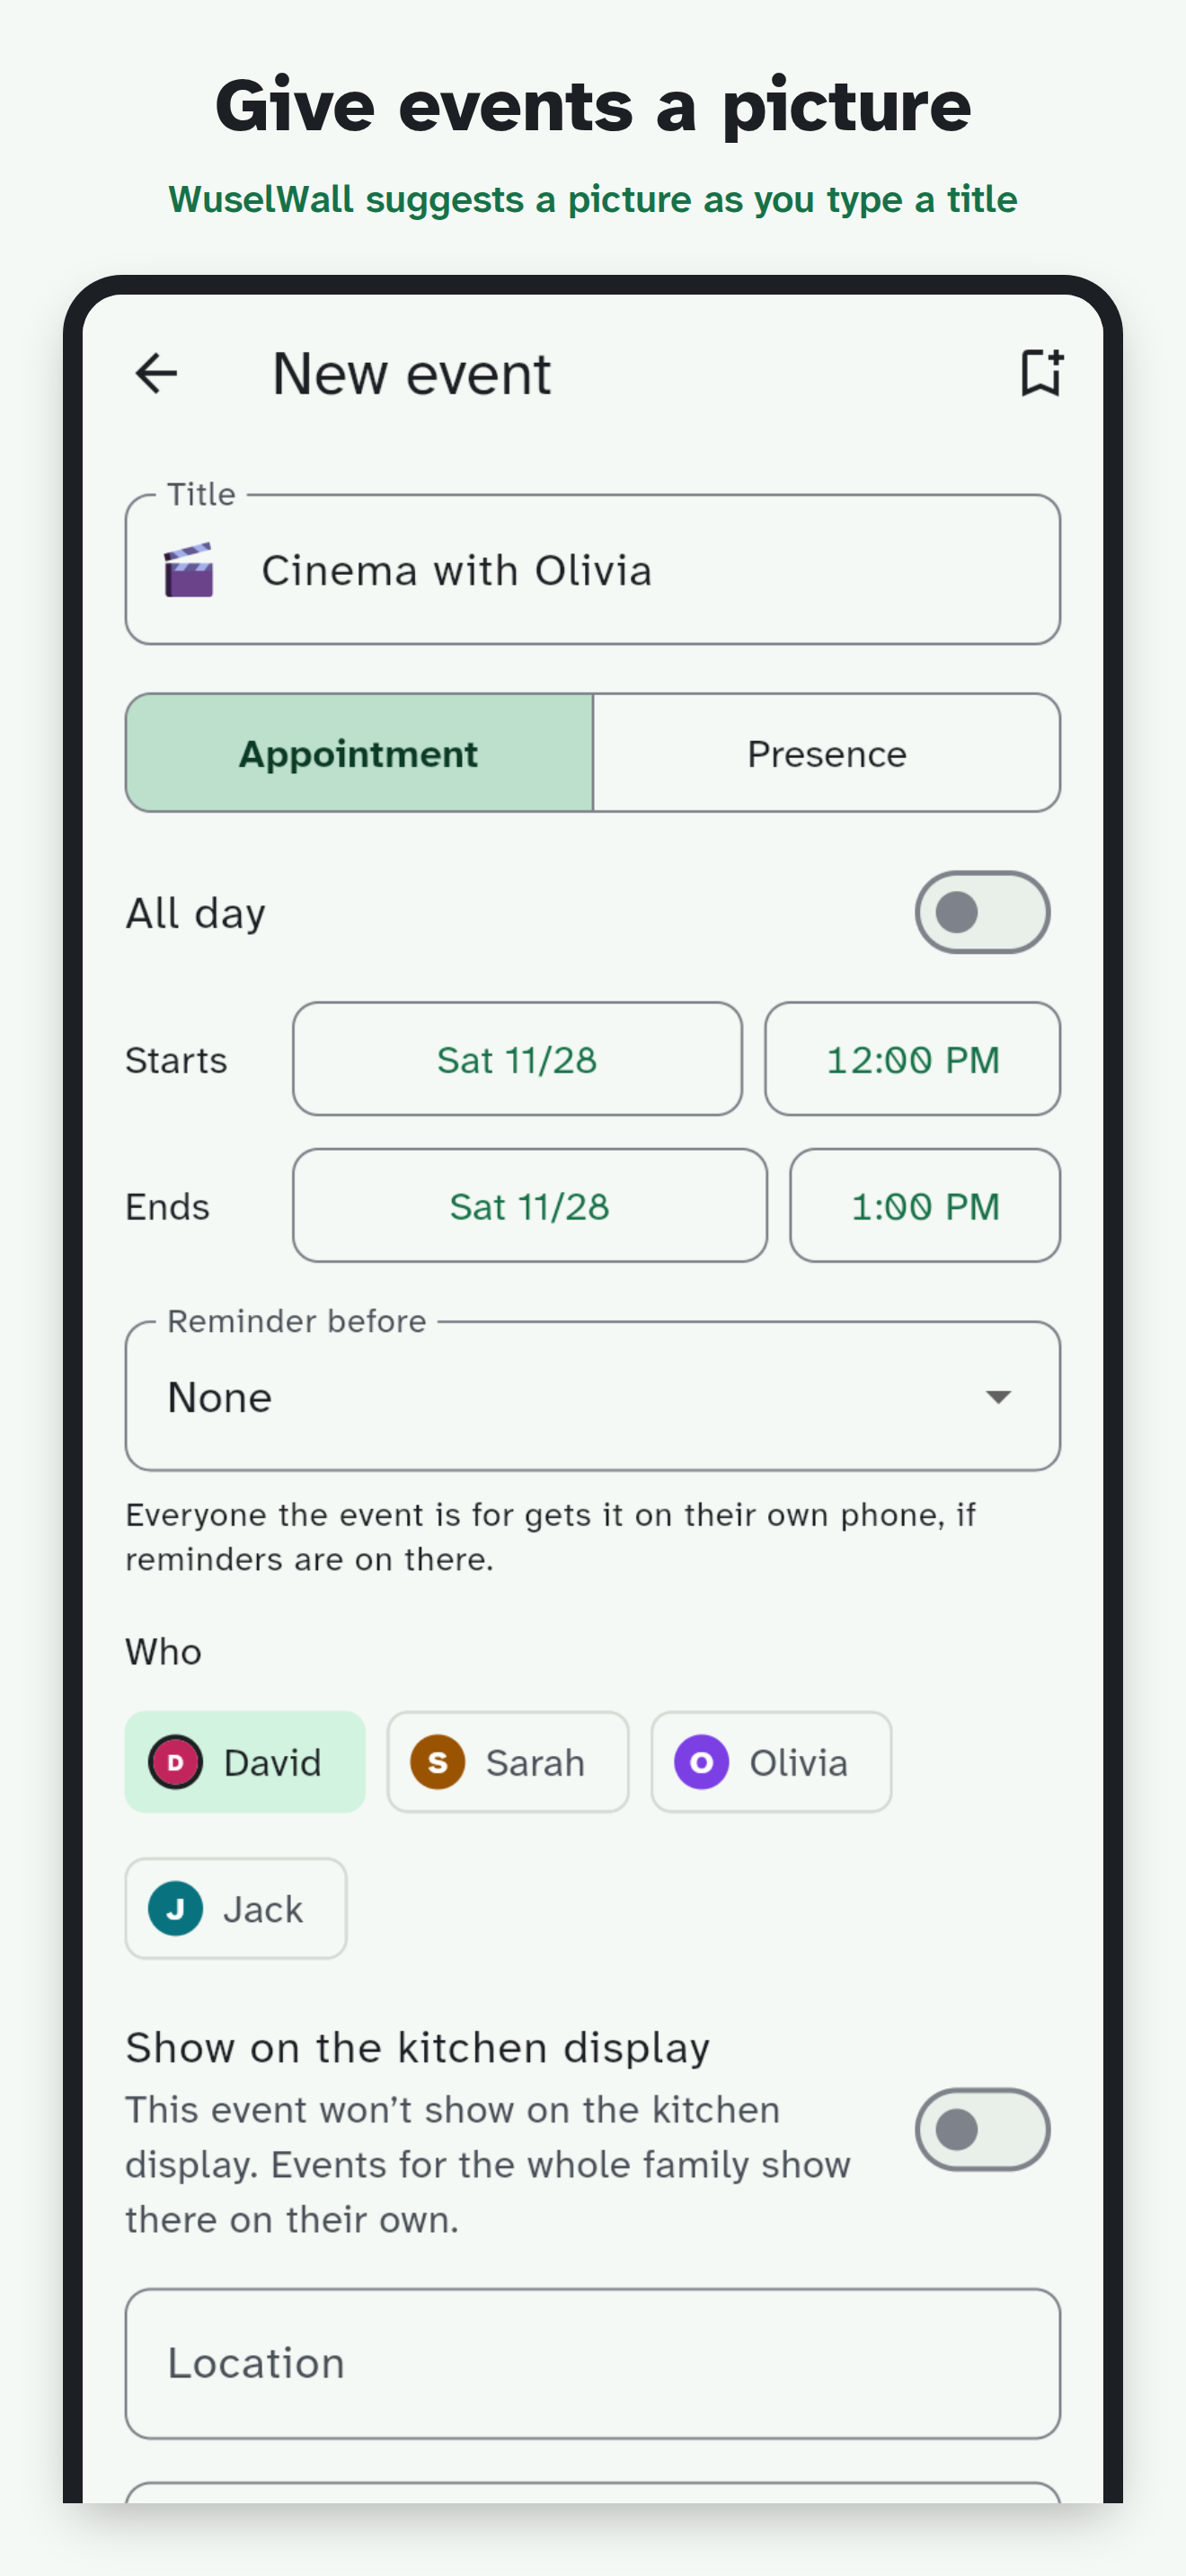 Give events a picture
WuselWall suggests a picture as you type a title
New event
Title
Cinema with Olivia
Appointment
Presence
All day
Starts
Sat 11/28
12:00 PM
Ends
Sat 11/28
1:00 PM
Reminder before
None
Everyone the event is for gets it on their own phone, if
reminders are on there.
Who
D David
S Sarah
O Olivia
J Jack
Show on the kitchen display
This event won’t show on the kitchen
display. Events for the whole family show
there on their own.
Location